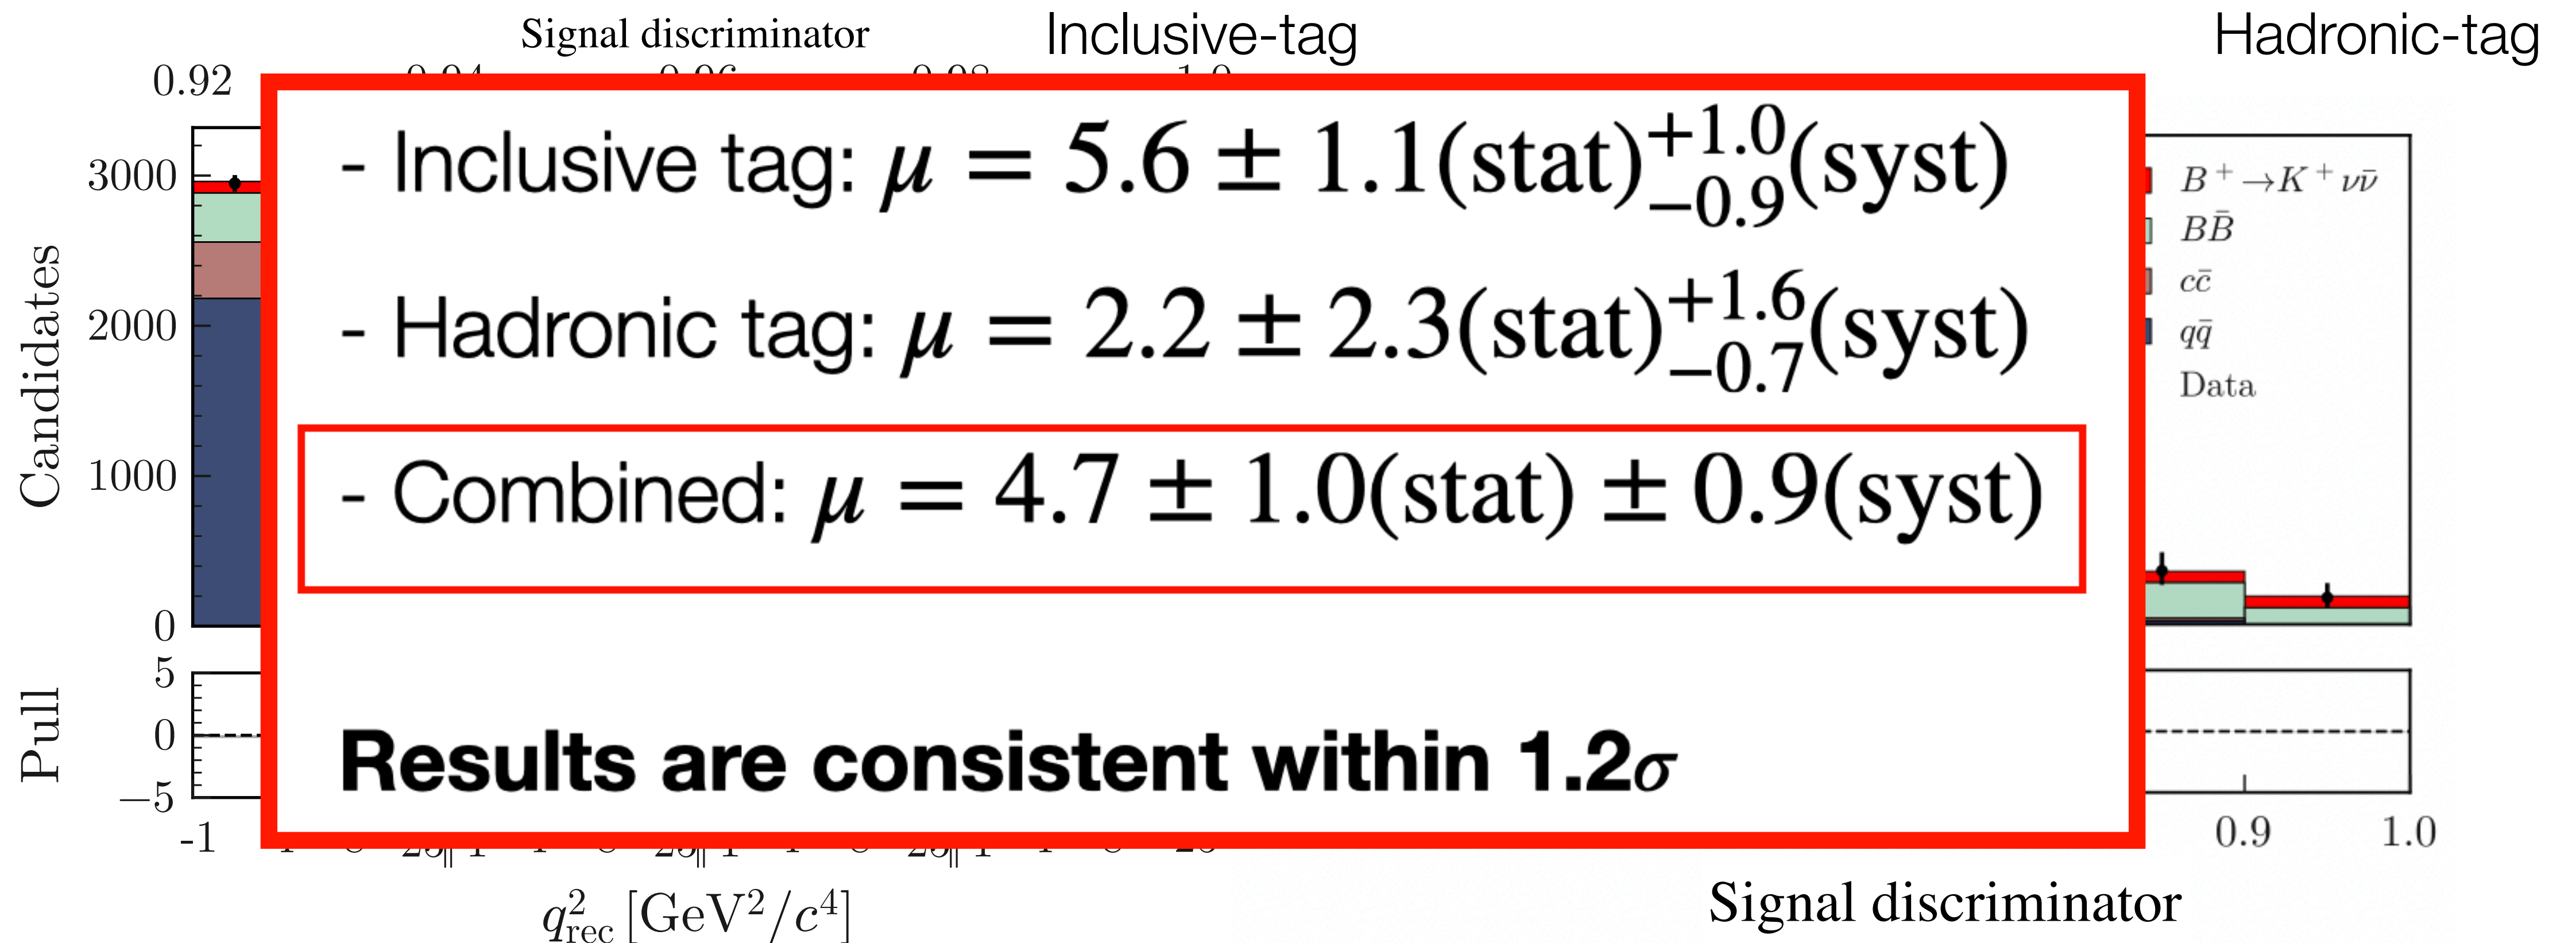 Signal discriminator
Inclusive-tag
Hadronic-tag
0.92
1.0
Candidates
3000
2000
1000
0
- Inclusive tag: μ = 5.6 ± 1.1(stat)+1.0−0.9(syst)
- Hadronic tag: μ = 2.2 ± 2.3(stat)+1.6−0.7(syst)
- Combined: μ = 4.7 ± 1.0(stat) ± 0.9(syst)
Results are consistent within 1.2σ
B⁺→K⁺νν̄
BB̄
cc̄
qq̄
Data
Pull
5
0
−5
-1
0.9
1.0
q²rec [GeV²/c⁴]
Signal discriminator